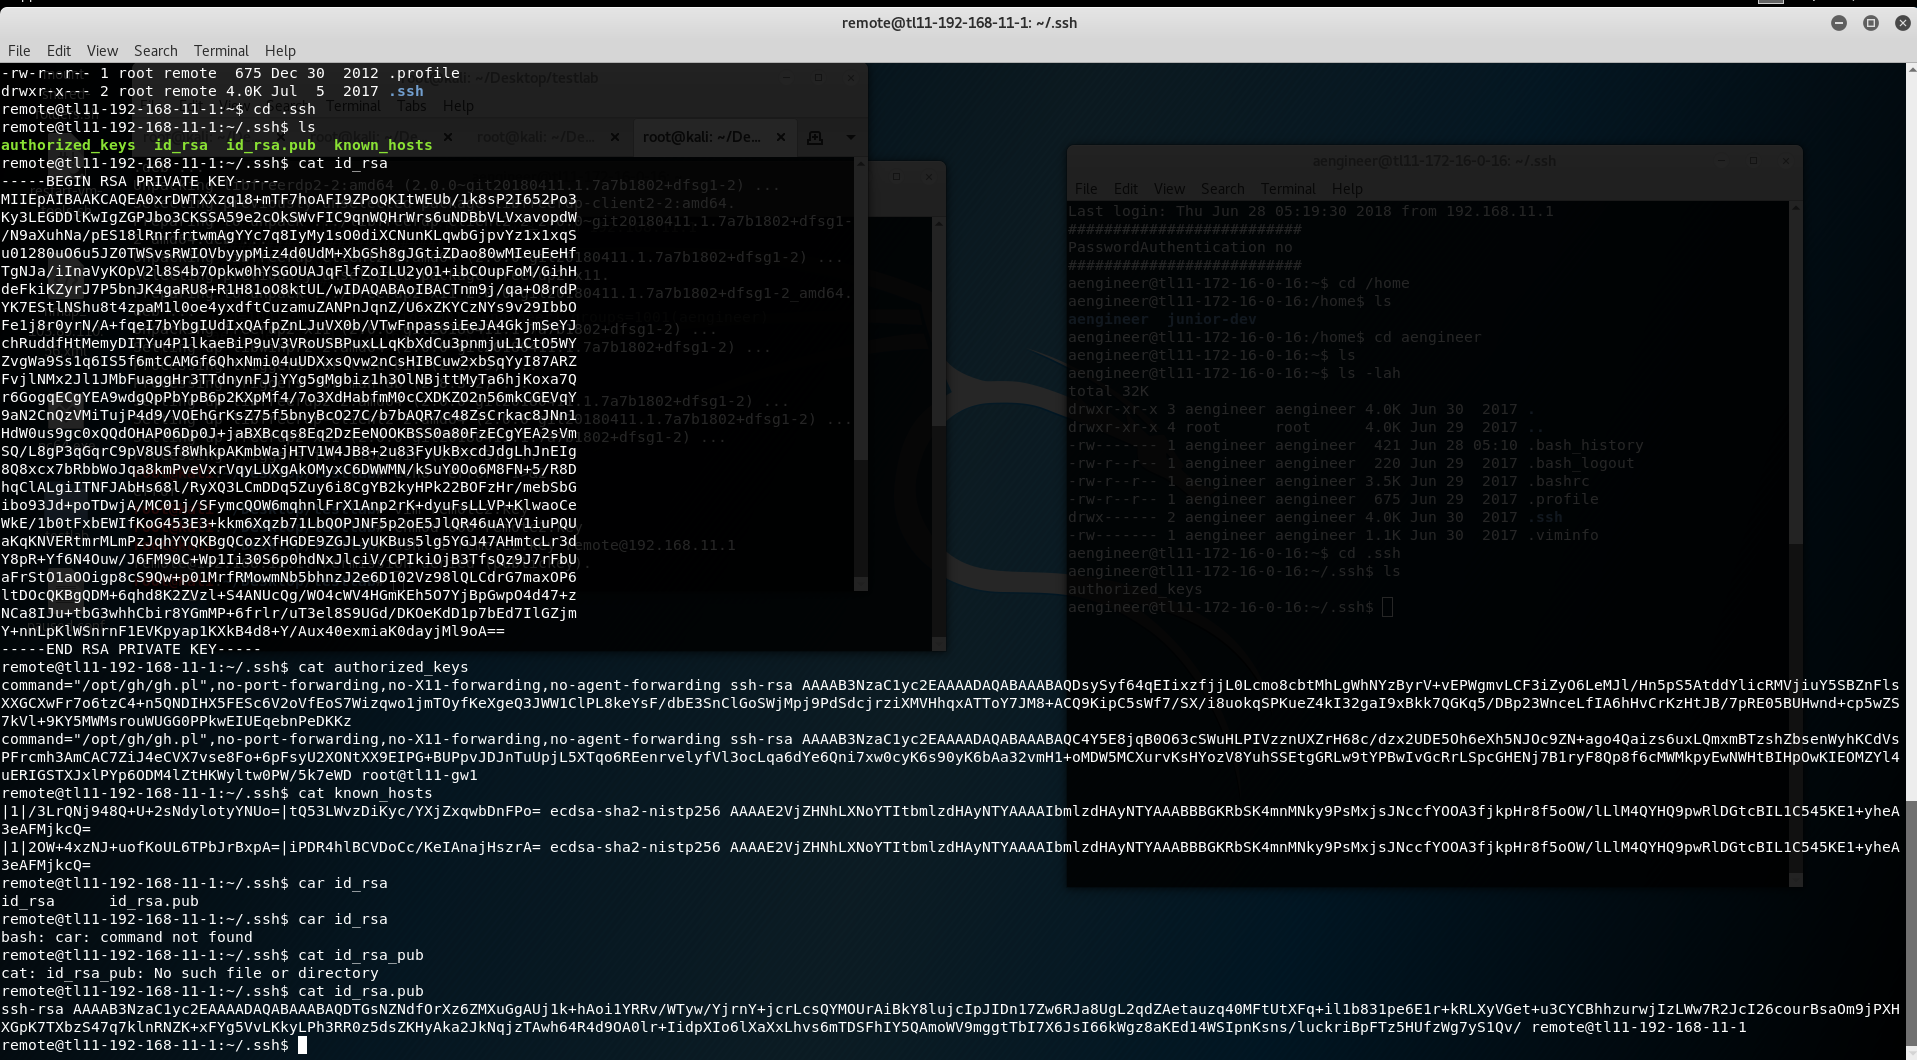 remote@tl11-192-168-11-1: ~/.ssh
File Edit View Search Terminal Help
-rw-r--r-- 1 root remote 675 Dec 30 2012 .profile
drwxr-x--- 2 root remote 4.0K Jul 5 2017 .ssh
remote@tl11-192-168-11-1:~$ cd .ssh
remote@tl11-192-168-11-1:~/.ssh$ ls
authorized_keys id_rsa id_rsa.pub known_hosts
remote@tl11-192-168-11-1:~/.ssh$ cat id_rsa
-----BEGIN RSA PRIVATE KEY-----
MIIEpAIBAAKCAQEA0xrDWTXXzq18+mTF7hoAFI9ZPoQKItWEUb/1k8sP2I652Po3
Ky3LEGDDlKwIgZGPJbo3CKSSA59e2cOkSWvFIC9qnWQHrWrs6uNDBbVLVxavopdW
/N9aXuhNa/pES18lRnrfrtwmAgYYc7q8IyMy1sO0diXCNunKLqwbGjpvYz1x1xqS
u01280uO6u5JZ0TWSvsRWIOVbyypMiz4d0UdM+XbGSh8gJGtiZDao80wMIeuEeHf
TgNJa/iInaVyKOpV2l8S4b7Opkw0hYSGOUAJqFlfZoILU2yO1+ibCOupFoM/GihH
deFkiKZyrJ7P5bnJK4gaRU8+R1H81oO8ktUL/wIDAQABAoIBACTnm9j/qa+O8rdP
YK7EStlNShu8t4zpaM1l0oe4yxdftCuzamuZANPnJqnZ/U6xZKYCzNYs9v29IbbO
Fe1j8r0yrN/A+fqeI7bYbgIUdIxQAfpZnLJuVX0b/VTwFnpassiEeJA4GkjmSeYJ
chRuddfHtMemyDITYu4P1lkaeBiP9uV3VRoUSBPuxLLqKbXdCu3pnmjuL1CtO5WY
ZvgWa9Ss1q6IS5f6mtCAMGf6QhxNmi04uUDXxsQvw2nCsHIBCuw2xbSqYyI87ARZ
FvjlNMx2Jl1JMbFuaggHr3TTdnynFJjYYg5gMgbiz1h3OlN8EjrtMyTa6hjKoxa7Q
r6GogqECgYEA9wdgQpPbYpB6p2KXpMf4/7o3XdHabfmM0cCXDKZO2n56mkCGEVqY
9aN2CnQzVMiTujP4d9/VOEhGrKsZ75f5bnyBcO27C/b7bAQR7c48ZsCrkac8JNn1
HdW0us9gc0xQQdOHAP06Dp0J+jaBXBcqs8Eq2DzEeNO0KBSS0a80FzECgYEA2sVm
SQ/L8gP3qGqrC9pV8USf8WhkpAKmbWajHTV1W4JB8+2u83FyUkBxcdJdgLhJnEIg
8Q8xcx7bRbbWoJqa8kmPveVxrVqyLUXgAkOMyxC6DWWMN/kSuY0Oo6M8FN+5/R8D
hqClALgiITNFJAbHs68l/RyXQ3LCmDDq5Zuy6i8CgYB2kyHPk22BOFzHr/mebSbG
ibo93Jd+poTDwjA/MC01j/SFymcQOW6mqhnlFrX1Anp2rK+dyuFsLLVP+KlwaoCe
WkE/1b0tFxbEWIfKoG453E3+kkm6Xqzb71LbQOPJNF5p2oE5JlQR46uAYV1iuPQU
aKqKNVERtmrMLmPzJqhYYQKBgQCozXfHGDE9ZGJLyUKBus5lg5YGJ47AHmtcLr3d
Y8pR+Yf6N4Ouw/J6FM90C+Wp1Ii30S6p0hdNxJlciV/CPIkiOjB3TfsQz9J7rFhU
aFrStO1aOOigp8cS9Qw+p01MrfRMowmNb5bhnzJ2e6D102Vz98lQLCdrG7maxOP6
ltDOcQKBgQDM+6qhd8K2ZVzl+S4ANUcQg/WO4cWV4HGmKEh5O7YjBpGwpO4d47+z
NCa8IJu+tbG3whhCbir8YGmMP+6frlr/uT3el8S9UGd/DKOeKdD1p7bEd7IlGZjm
Y+nnLpKlWSnrnF1EVKpyap1KXkB4d8+Y/Aux40exmiaK0dayjMl9oA==
-----END RSA PRIVATE KEY-----
remote@tl11-192-168-11-1:~/.ssh$ cat authorized_keys
command="/opt/gh/gh.pl",no-port-forwarding,no-X11-forwarding,no-agent-forwarding ssh-rsa AAAAB3NzaC1yc2EAAAADAQABAAABAQDsySyf64qEIixzfjjL0Lcmo8cbtMhLgWhNYzByrV+vEPWgmvLCF3iZyO6LeMJl/Hn5pS5AtddYlicRMVjiuY5SBZnFls
XXGCXwFr7o6tzC4+n5QNDIHX5FESc6V2oVfEoS7Wizqwo1jmTOyfKeXgeQ3JWW1ClPL8keYsF/dbE3SnClGoSWjMpj9PdSdcjrziXMVHhqxATToY7JM8+ACQ9KipC5sWf7/SX/i8uokqSPKueZ4kI32gaI9xBkk7QGKq5/DBp23WnceLfIA6hHvCrKzHtJB/7pRE05BUHwnd+cp5wZS
7kVl+9KY5MWMsrouWUGG0PPkwEIUEqebnPeDKKz
command="/opt/gh/gh.pl",no-port-forwarding,no-X11-forwarding,no-agent-forwarding ssh-rsa AAAAB3NzaC1yc2EAAAADAQABAAABAQC4Y5E8jqB0O63cSWuHLPIVzznUXZrH68c/dzx2UDE5Oh6eXh5NJOc9ZN+ago4Qaizs6uxLQmxmBTzshZbsenWyhKCdVs
PFrcmh3AmCAC7ZiJ4eCVX7vse8Fo+6pFsyU2XONtXX9EIPG+BUPpvJDJnTuUpjL5XTqo6REenrvelyfVl3ocLqa6dYe6Qni7xw0cyK6s90yK6bAa32vmH1+oMDW5MCXurvKsHYozV8YuhSSEtgGRLw9tYPBwIvGcRrLSpcGHENj7B1ryF8Qp8f6cMWMkpyEwNWHtBIHpOwKIEOMZYl4
uERIGSTXJxlPYp6ODM4lZtHKWyltw0PW/5k7eWD root@tl11-gw1
remote@tl11-192-168-11-1:~/.ssh$ cat known_hosts
|1|/3LrQNj948Q+U+2sNdylotyYNUo=|tQ53LWvzDiKyc/YXjZxqwbDnFPo= ecdsa-sha2-nistp256 AAAAE2VjZHNhLXNoYTItbmlzdHAyNTYAAAAIbmlzdHAyNTYAAABBBGKRbSK4mnMNky9PsMxjsJNccfYOOA3fjkpHr8f5oOW/lLlM4QYHQ9pwRlDGtcBIL1C545KE1+yheA
3eAFMjkcQ=
|1|2OW+4xzNJ+uofKoUL6TPbJrBxpA=|iPDR4hlBCVDoCc/KeIAnajHszrA= ecdsa-sha2-nistp256 AAAAE2VjZHNhLXNoYTItbmlzdHAyNTYAAAAIbmlzdHAyNTYAAABBBGKRbSK4mnMNky9PsMxjsJNccfYOOA3fjkpHr8f5oOW/lLlM4QYHQ9pwRlDGtcBIL1C545KE1+yheA
3eAFMjkcQ=
remote@tl11-192-168-11-1:~/.ssh$ car id_rsa
id_rsa id_rsa.pub
remote@tl11-192-168-11-1:~/.ssh$ car id_rsa
bash: car: command not found
remote@tl11-192-168-11-1:~/.ssh$ cat id_rsa_pub
cat: id_rsa_pub: No such file or directory
remote@tl11-192-168-11-1:~/.ssh$ cat id_rsa.pub
ssh-rsa AAAAB3NzaC1yc2EAAAADAQABAAABAQDTGsNZNdfOrXz6ZMXuGgAUj1k+hAoi1YRRv/WTyw/YjrnY+jcrLcsQYMOUrAiBkY8lujcIpJIDn17Zw6RJa8UgL2qdZAetauzq40MFtUtXFq+il1b831pe6E1r+kRLXyVGet+u3CYCBhhzurwjIzLWw7R2JcI26courBsaOm9jPXH
XGpK7TXbzS47q7klnRNZK+xFYg5VvLKkyLPh3RR0z5dsZKHyAka2JkNqjzTAwh64R4d9OA0lr+IidpXIo6lXaXxLhvs6mTDSFhIY5QAmoWV9mggtTbI7X6JsI66kWgz8aKEd14WSIpnKsns/luckriBpFTz5HUfzWg7yS1Qv/ remote@tl11-192-168-11-1
remote@tl11-192-168-11-1:~/.ssh$
root@kali: ~/De...
aengineer@tl11-172-16-0-16: ~/.ssh
File Edit View Search Terminal Help
Last login: Thu Jun 28 05:19:30 2018 from 192.168.11.1
##########################
PasswordAuthentication no
##########################
aengineer@tl11-172-16-0-16:~$ cd /home
aengineer@tl11-172-16-0-16:/home$ ls
aengineer junior-dev
aengineer@tl11-172-16-0-16:/home$ cd aengineer
aengineer@tl11-172-16-0-16:~$ ls
aengineer@tl11-172-16-0-16:~$ ls -lah
total 32K
drwxr-xr-x 3 aengineer aengineer 4.0K Jun 30 2017 .
drwxr-xr-x 4 root root 4.0K Jun 29 2017 ..
-rw------- 1 aengineer aengineer 421 Jun 28 05:10 .bash_history
-rw-r--r-- 1 aengineer aengineer 220 Jun 29 2017 .bash_logout
-rw-r--r-- 1 aengineer aengineer 3.5K Jun 29 2017 .bashrc
-rw-r--r-- 1 aengineer aengineer 675 Jun 29 2017 .profile
drwx------ 2 aengineer aengineer 4.0K Jun 29 2017 .ssh
-rw------- 1 aengineer aengineer 1.1K Jun 30 2017 .viminfo
aengineer@tl11-172-16-0-16:~$ cd .ssh
aengineer@tl11-172-16-0-16:~/.ssh$ ls
authorized_keys
aengineer@tl11-172-16-0-16:~/.ssh$